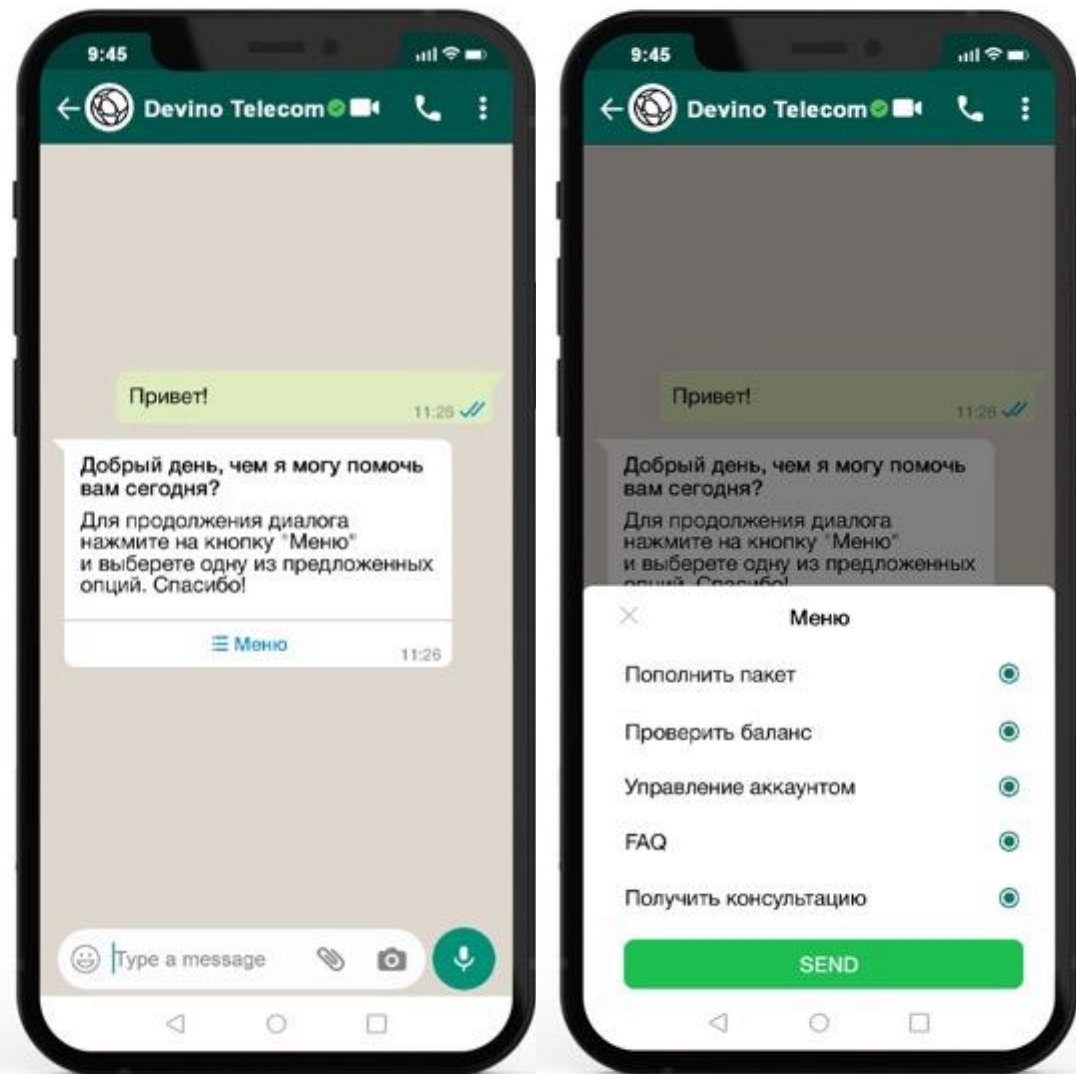 9:45
Devino Telecom
Привет!
11:26
Добрый день, чем я могу помочь
вам сегодня?
Для продолжения диалога
нажмите на кнопку "Меню"
и выберете одну из предложенных
опций. Спасибо!
Меню
11:26
Type a message
9:45
Devino Telecom
Привет!
11:26
Добрый день, чем я могу помочь
вам сегодня?
Для продолжения диалога
нажмите на кнопку "Меню"
и выберете одну из предложенных
опций. Спасибо!
Меню
Пополнить пакет
Проверить баланс
Управление аккаунтом
FAQ
Получить консультацию
SEND